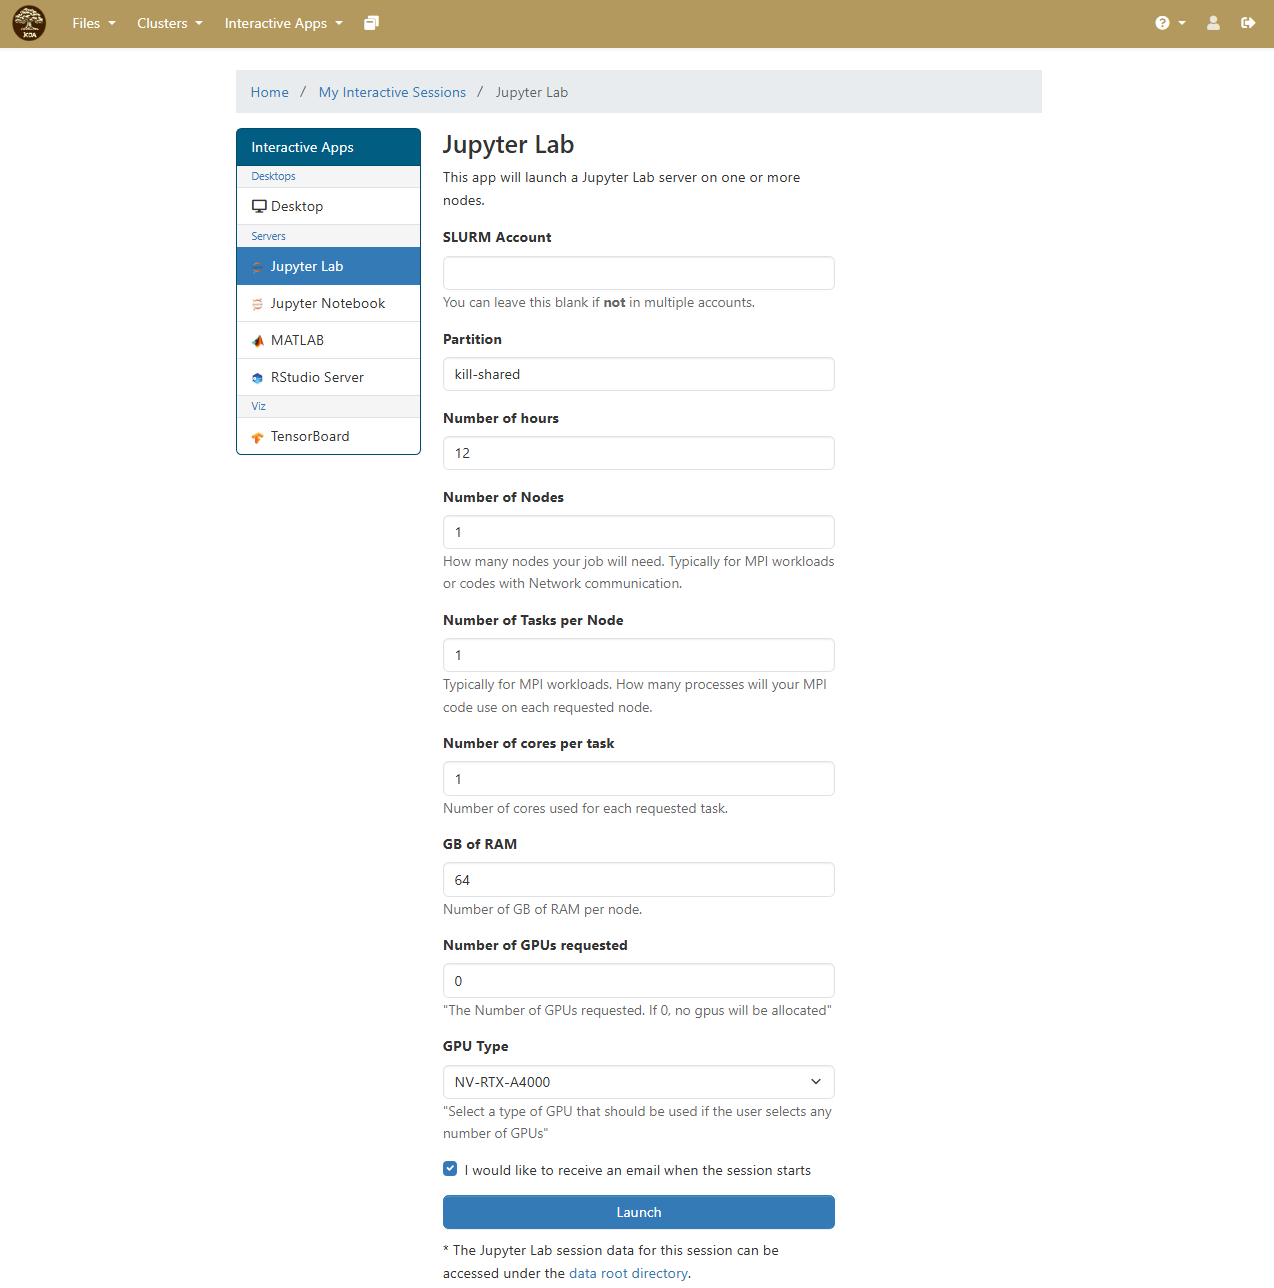 KOA
Files
Clusters
Interactive Apps
Home / My Interactive Sessions / Jupyter Lab
Interactive Apps
Desktops
Desktop
Servers
Jupyter Lab
Jupyter Notebook
MATLAB
RStudio Server
Viz
TensorBoard
Jupyter Lab
This app will launch a Jupyter Lab server on one or more
nodes.
SLURM Account
You can leave this blank if not in multiple accounts.
Partition
kill-shared
Number of hours
12
Number of Nodes
1
How many nodes your job will need. Typically for MPI workloads
or codes with Network communication.
Number of Tasks per Node
1
Typically for MPI workloads. How many processes will your MPI
code use on each requested node.
Number of cores per task
1
Number of cores used for each requested task.
GB of RAM
64
Number of GB of RAM per node.
Number of GPUs requested
0
"The Number of GPUs requested. If 0, no gpus will be allocated"
GPU Type
NV-RTX-A4000
"Select a type of GPU that should be used if the user selects any
number of GPUs"
I would like to receive an email when the session starts
Launch
* The Jupyter Lab session data for this session can be
accessed under the data root directory.